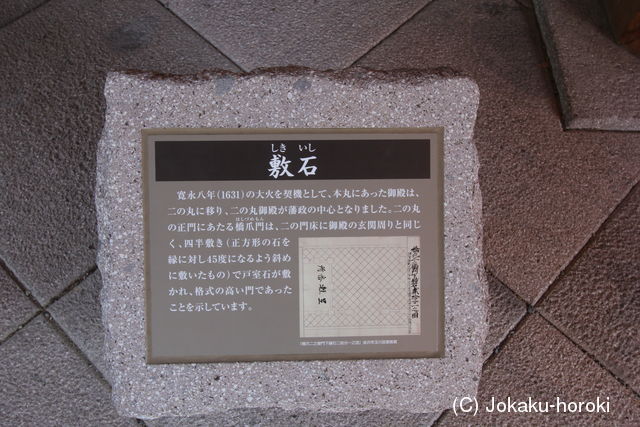 しき いし
敷石
寛永八年(1631)の大火を契機として、本丸にあった御殿は、
二の丸に移り、二の丸御殿が藩政の中心となりました。二の丸
はしづめもん
の正門にあたる橋爪門は、二の門床に御殿の玄関周りと同じ
く、四半敷き(正方形の石を
縁に対し45度になるよう斜め
に敷いたもの)で戸室石が敷
かれ、格式の高い門であった
ことを示しています。
(C) Jokaku-horoki